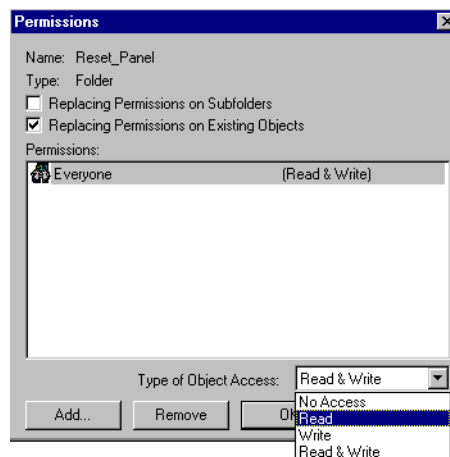 Permissions
Name: Reset_Panel
Type: Folder
Replacing Permissions on Subfolders
Replacing Permissions on Existing Objects
Permissions:
Everyone (Read & Write)
Type of Object Access: Read & Write
No Access
Read
Write
Read & Write
Add... Remove